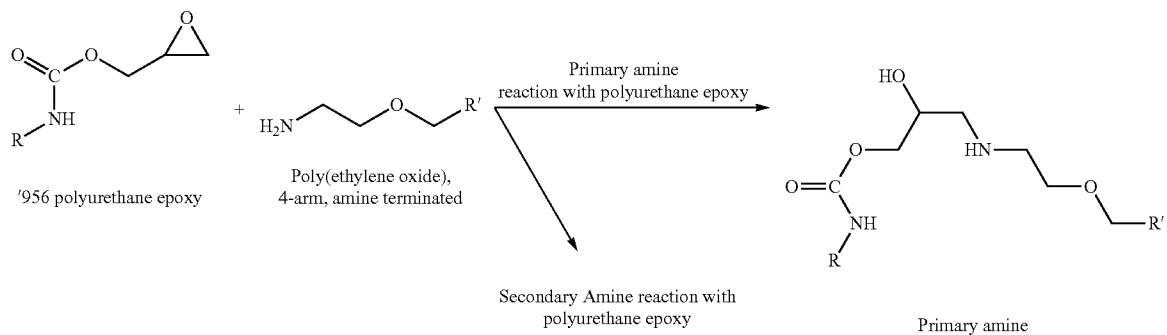 O
O
O
NH
R
'956 polyurethane epoxy
+
H2N
O
R'
Poly(ethylene oxide),
4-arm, amine terminated
Primary amine
reaction with polyurethane epoxy
Secondary Amine reaction with
polyurethane epoxy
HO
O
HN
O
O
NH
R
R'
Primary amine